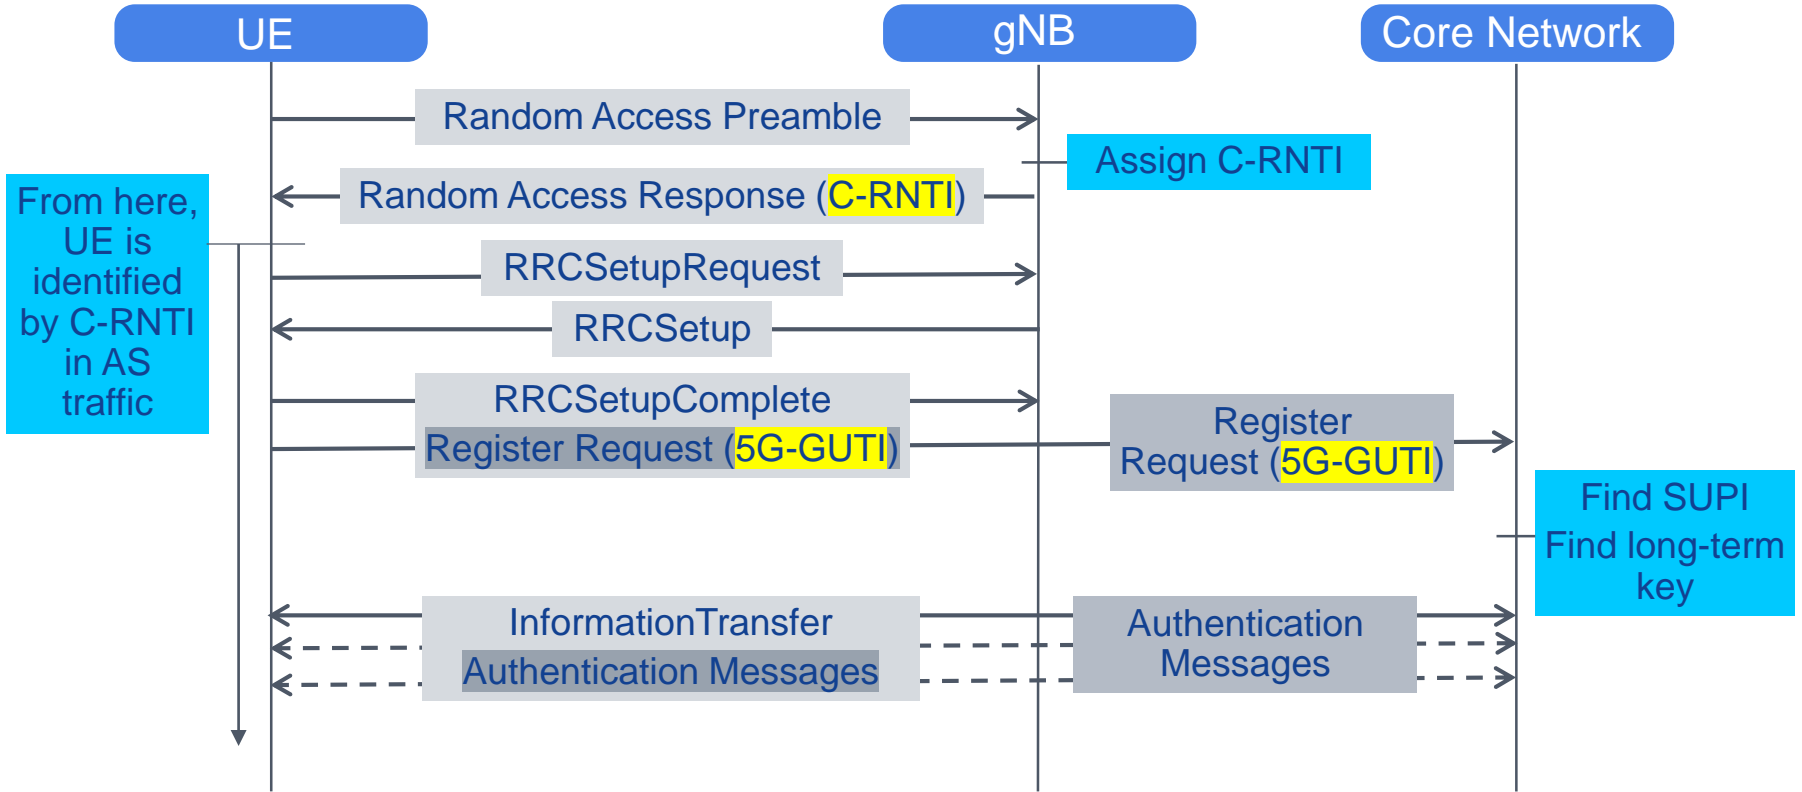 UE
gNB
Core Network
Random Access Preamble
Assign C-RNTI
Random Access Response (C-RNTI)
From here,
UE is
identified
by C-RNTI
in AS
traffic
RRCSetupRequest
RRCSetup
RRCSetupComplete
Register Request (5G-GUTI)
Register
Request (5G-GUTI)
Find SUPI
Find long-term
key
InformationTransfer
Authentication Messages
Authentication
Messages